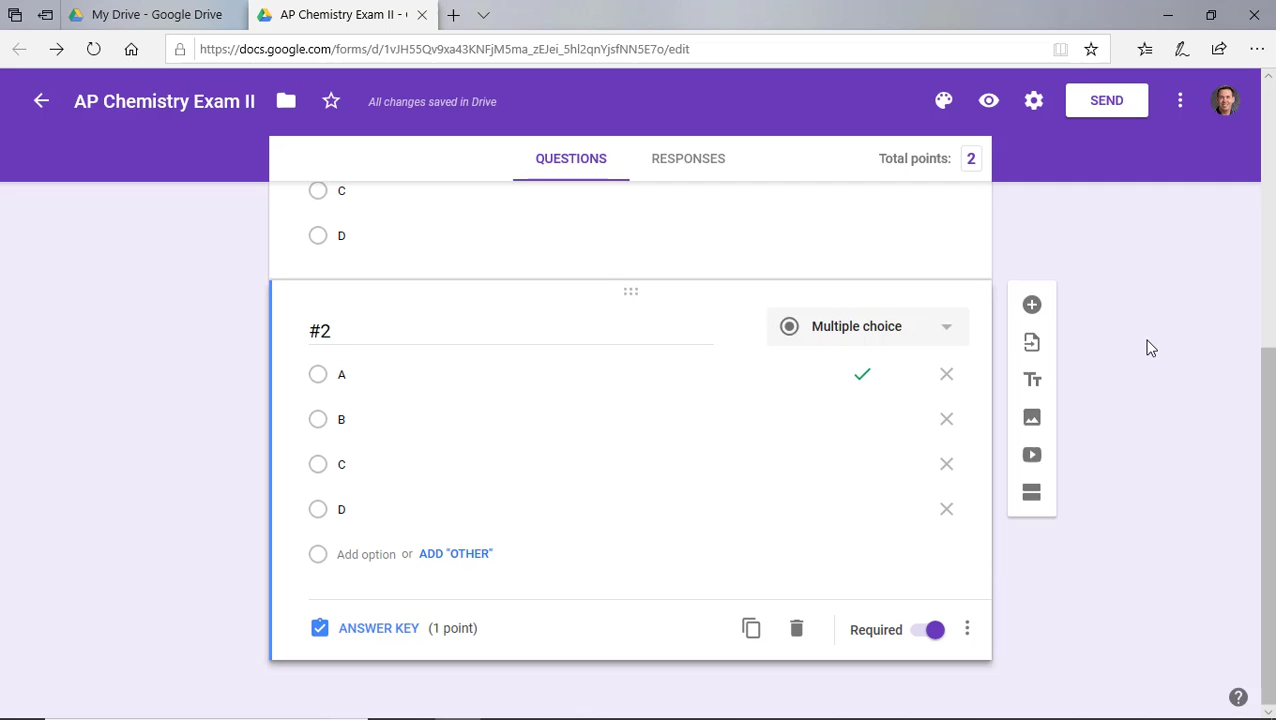 My Drive - Google Drive
AP Chemistry Exam II - G
https://docs.google.com/forms/d/1vJH55Qv9xa43KNFjM5ma_zEJei_5hl2qnYjsfNN5E7o/edit
AP Chemistry Exam II
All changes saved in Drive
SEND
QUESTIONS
RESPONSES
Total points: 2
C
D
#2
Multiple choice
A
B
C
D
Add option or ADD "OTHER"
ANSWER KEY (1 point)
Required